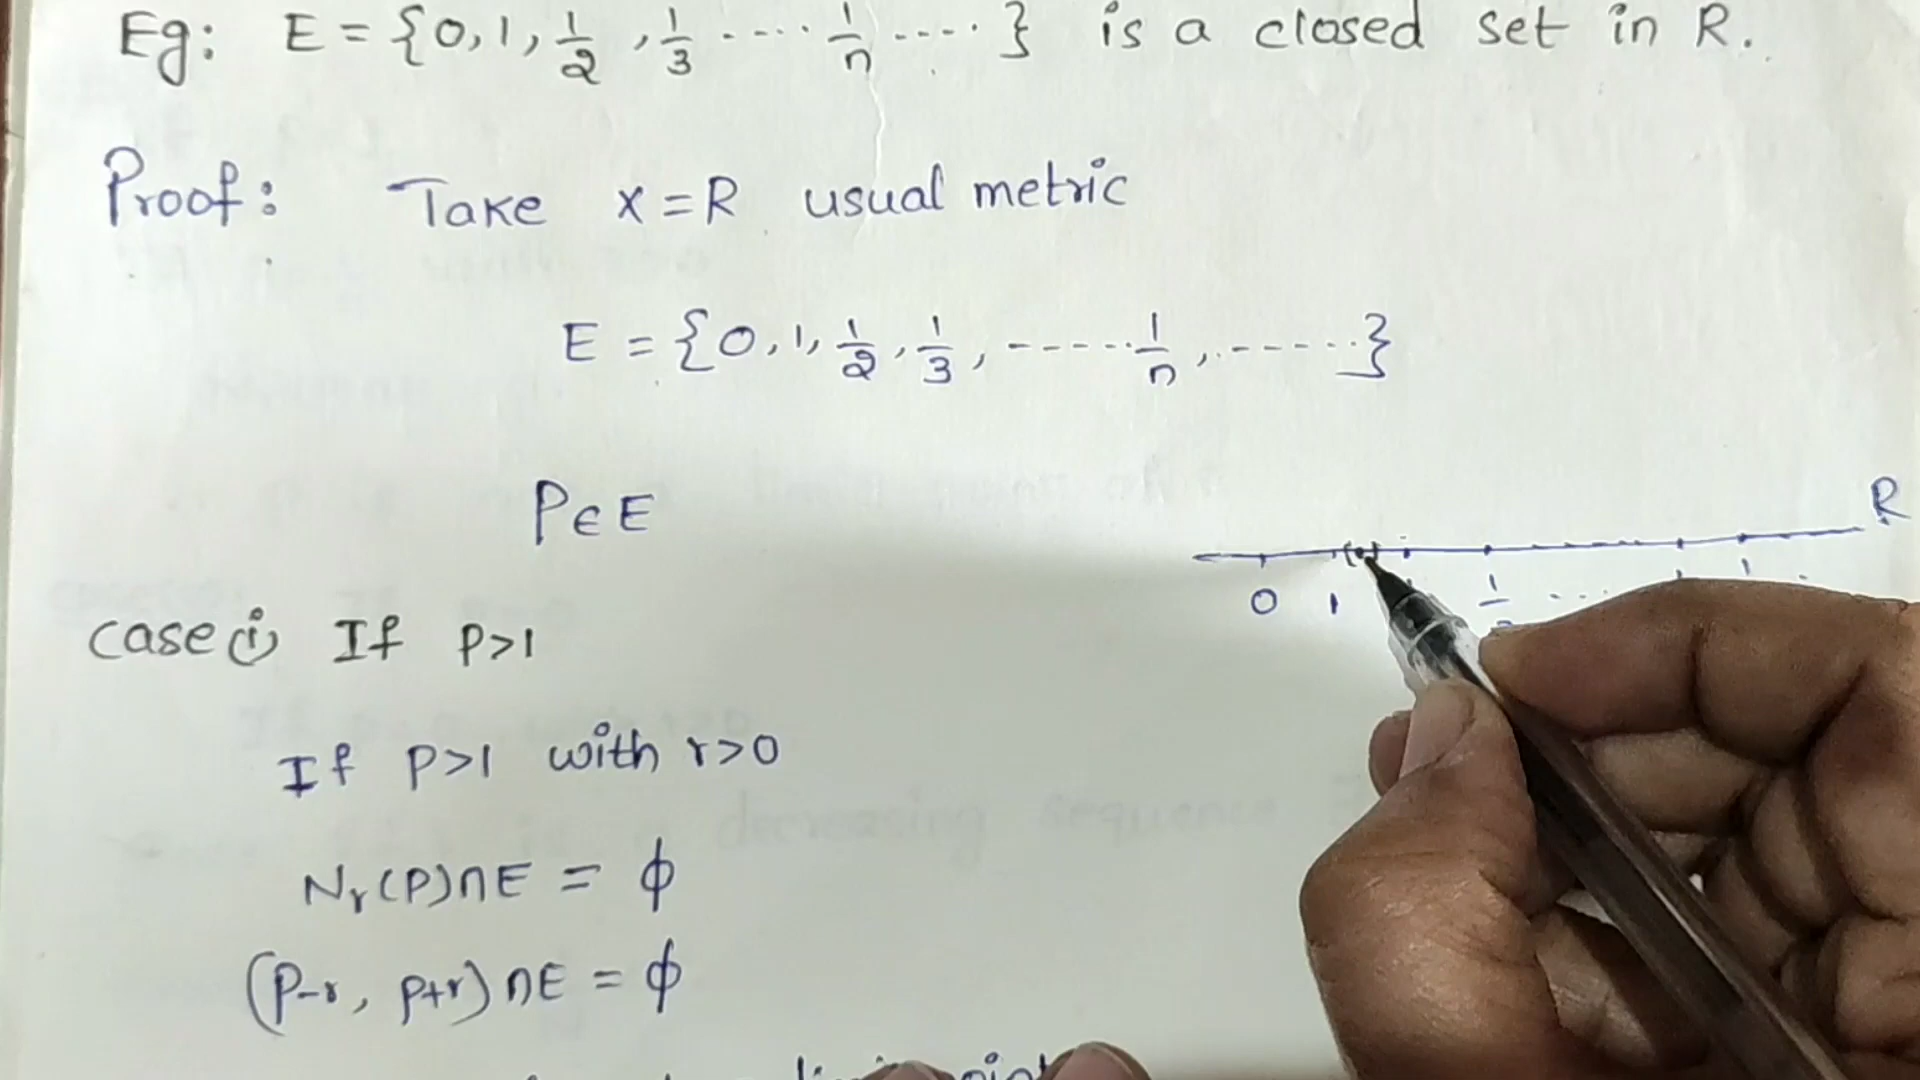 Eg: E = {0, 1, 1/2, 1/3 ---- 1/n ----} is a closed set in R.
Proof: Take X = R usual metric
E = {0, 1, 1/2, 1/3, ----- 1/n, -----}
P∈E
R
0 1 1/2 ...
case (i) If P>1
If P>1 with r>0
Nr(P)∩E = ϕ
(P-r, P+r)∩E = ϕ